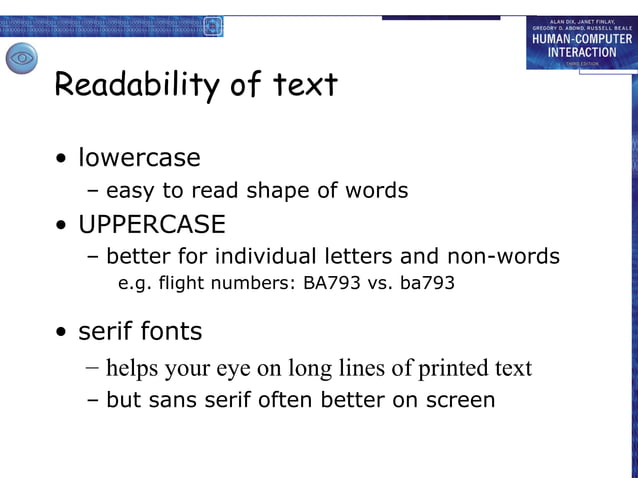 ALAN DIX, JANET FINLAY,
GREGORY D. ABOWD, RUSSELL BEALE
HUMAN-COMPUTER
INTERACTION
THIRD EDITION
Readability of text
• lowercase
– easy to read shape of words
• UPPERCASE
– better for individual letters and non-words
e.g. flight numbers: BA793 vs. ba793
• serif fonts
– helps your eye on long lines of printed text
– but sans serif often better on screen